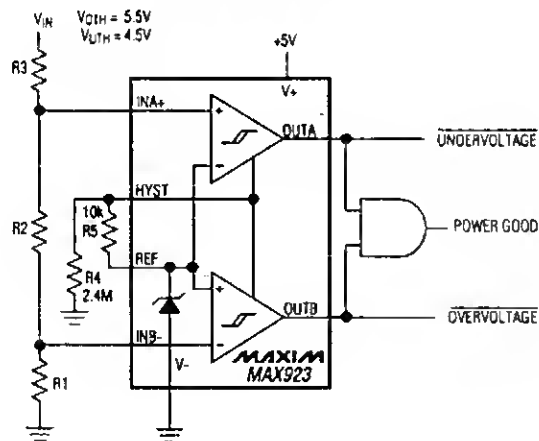 VIN
VOTH = 5.5V
VUTH = 4.5V
+5V
V+
R3
INA+
+
−
OUTA
UNDERVOLTAGE
HYST
10k
R5
R2
REF
POWER GOOD
R4
2.4M
+
−
OUTB
OVERVOLTAGE
INB-
V-
MAXIM
MAX923
R1